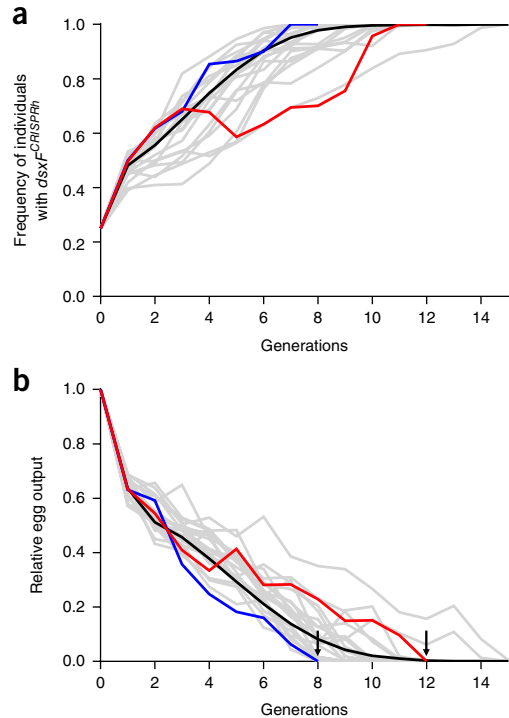 a
1.0
0.8
0.6
0.4
0.2
0.0
Frequency of individuals
with dsxF^CRISPRh
0 2 4 6 8 10 12 14
Generations
b
1.0
0.8
0.6
0.4
0.2
0.0
Relative egg output
0 2 4 6 8 10 12 14
Generations